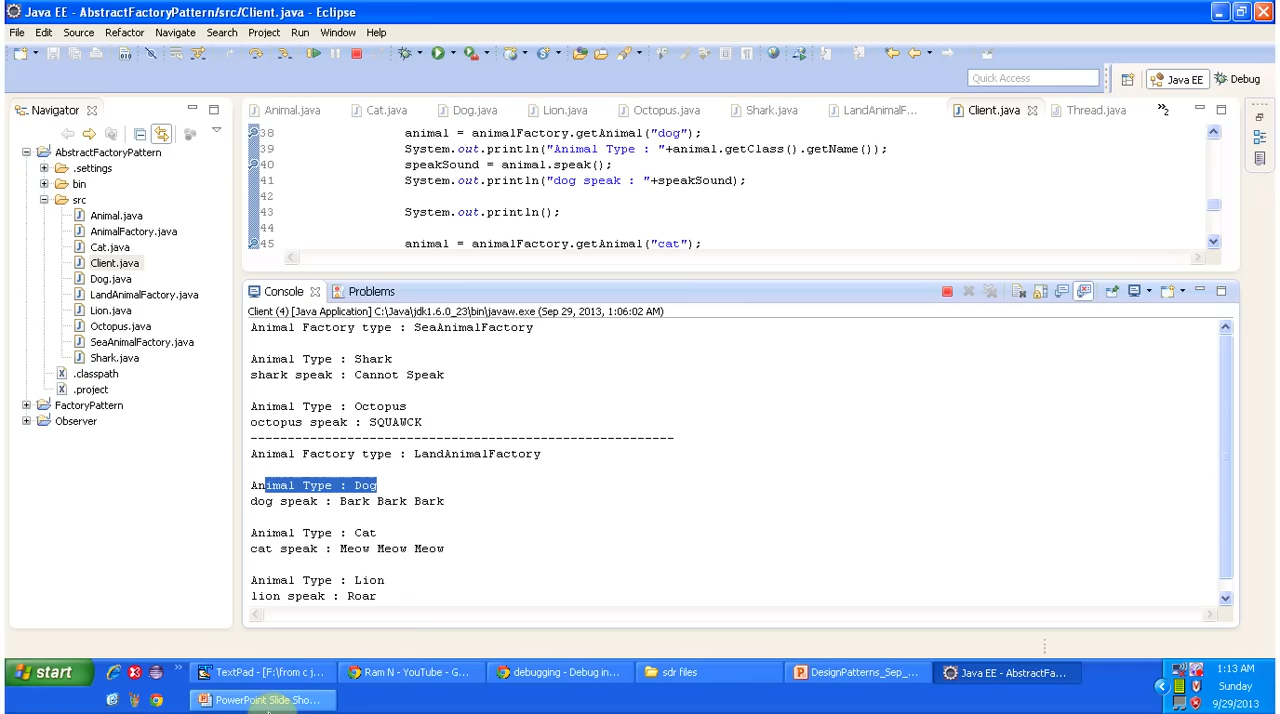 Java EE - AbstractFactoryPattern/src/Client.java - Eclipse
File Edit Source Refactor Navigate Search Project Run Window Help
Quick Access
Java EE
Debug
Navigator
AbstractFactoryPattern
.settings
bin
src
Animal.java
AnimalFactory.java
Cat.java
Client.java
Dog.java
LandAnimalFactory.java
Lion.java
Octopus.java
SeaAnimalFactory.java
Shark.java
.classpath
.project
FactoryPattern
Observer
Animal.java Cat.java Dog.java Lion.java Octopus.java Shark.java LandAnimalF... Client.java Thread.java »2
38 animal = animalFactory.getAnimal("dog");
39 System.out.println("Animal Type : "+animal.getClass().getName());
40 speakSound = animal.speak();
41 System.out.println("dog speak : "+speakSound);
42
43 System.out.println();
44
45 animal = animalFactory.getAnimal("cat");
Console Problems
Client (4) [Java Application] C:\Java\jdk1.6.0_23\bin\javaw.exe (Sep 29, 2013, 1:06:02 AM)
Animal Factory type : SeaAnimalFactory
Animal Type : Shark
shark speak : Cannot Speak
Animal Type : Octopus
octopus speak : SQUAWCK
---------------------------------------------------------
Animal Factory type : LandAnimalFactory
Animal Type : Dog
dog speak : Bark Bark Bark
Animal Type : Cat
cat speak : Meow Meow Meow
Animal Type : Lion
lion speak : Roar
start
TextPad - [F:\from c j...
Ram N - YouTube - G...
debugging - Debug in...
sdr files
DesignPatterns_Sep_...
Java EE - AbstractFa...
PowerPoint Slide Sho...
1:13 AM
Sunday
9/29/2013